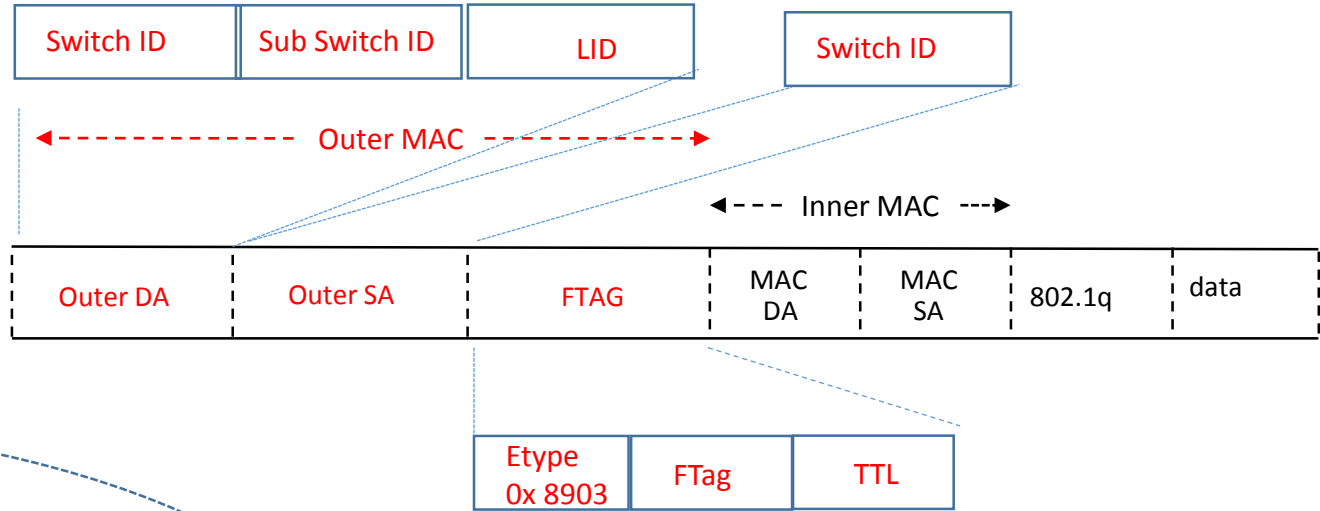 Switch ID
Sub Switch ID
LID
Switch ID
Outer MAC
Inner MAC
Outer DA
Outer SA
FTAG
MAC
DA
MAC
SA
802.1q
data
Etype
0x 8903
FTag
TTL